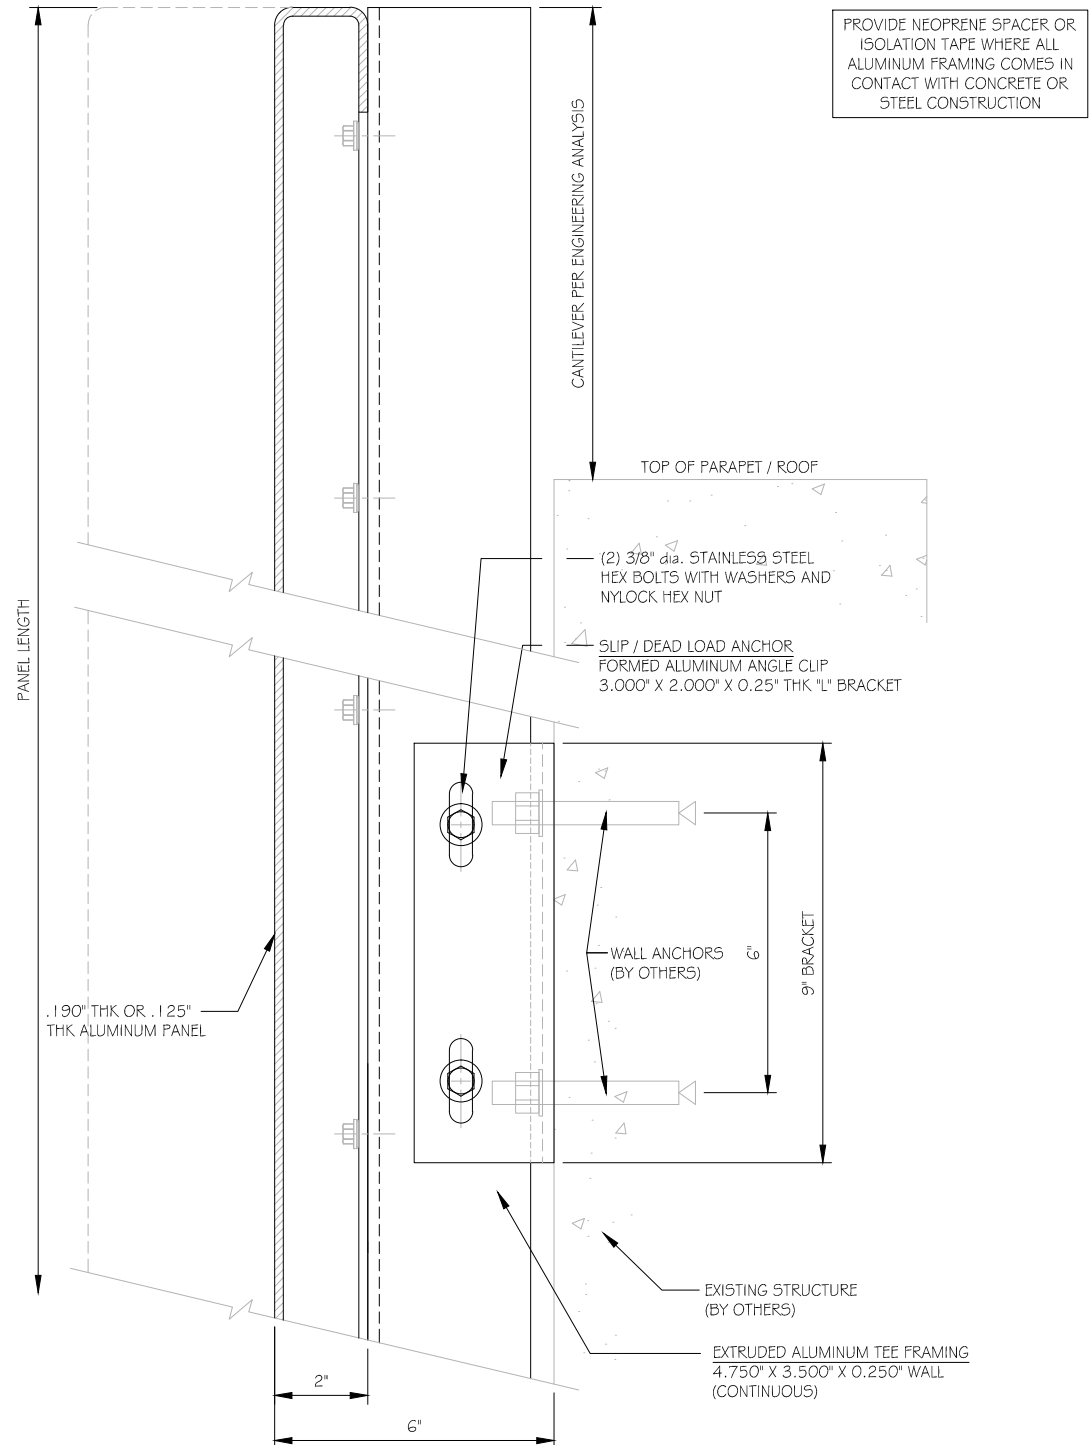 PROVIDE NEOPRENE SPACER OR
ISOLATION TAPE WHERE ALL
ALUMINUM FRAMING COMES IN
CONTACT WITH CONCRETE OR
STEEL CONSTRUCTION
CANTILEVER PER ENGINEERING ANALYSIS
TOP OF PARAPET / ROOF
(2) 3/8" dia. STAINLESS STEEL
HEX BOLTS WITH WASHERS AND
NYLOCK HEX NUT
PANEL LENGTH
SLIP / DEAD LOAD ANCHOR
FORMED ALUMINUM ANGLE CLIP
3.000" X 2.000" X 0.25" THK "L" BRACKET
WALL ANCHORS
(BY OTHERS)
6"
9" BRACKET
.190" THK OR .125"
THK ALUMINUM PANEL
EXISTING STRUCTURE
(BY OTHERS)
EXTRUDED ALUMINUM TEE FRAMING
4.750" X 3.500" X 0.250" WALL
(CONTINUOUS)
2"
6"